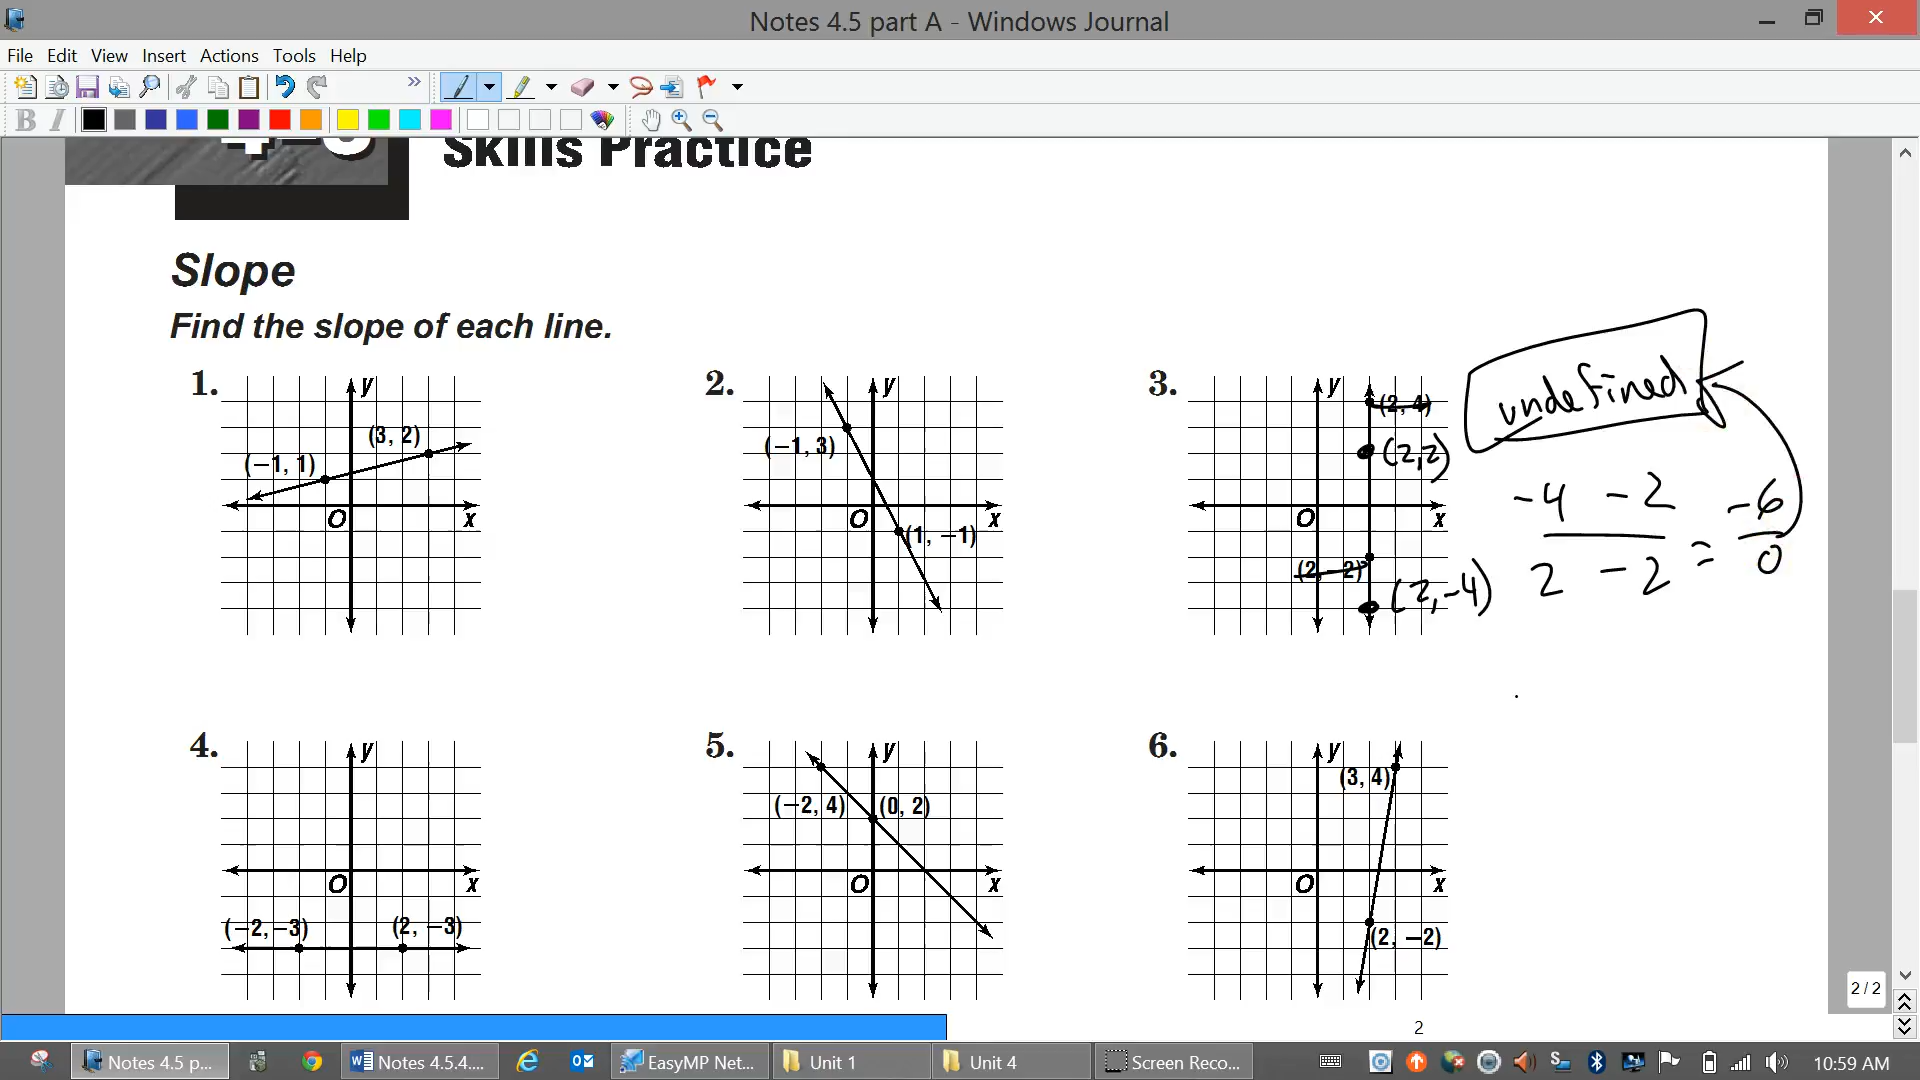 Notes 4.5 part A - Windows Journal
File Edit View Insert Actions Tools Help
B I
Skills Practice
Slope
Find the slope of each line.
1. y (3, 2) (−1, 1) O x
2. y (−1, 3) O x (1, −1)
3. y (2, 4) (2,2) O x (2, −2) (2,-4)
undefined
-4 -2 -6
2 -2 = 0
4. y O x (−2, −3) (2, −3)
5. y (−2, 4) (0, 2) O x
6. y (3, 4) O x (2, −2)
2 / 2
2
Notes 4.5 p... Notes 4.5.4.... EasyMP Net... Unit 1 Unit 4 Screen Reco... 10:59 AM